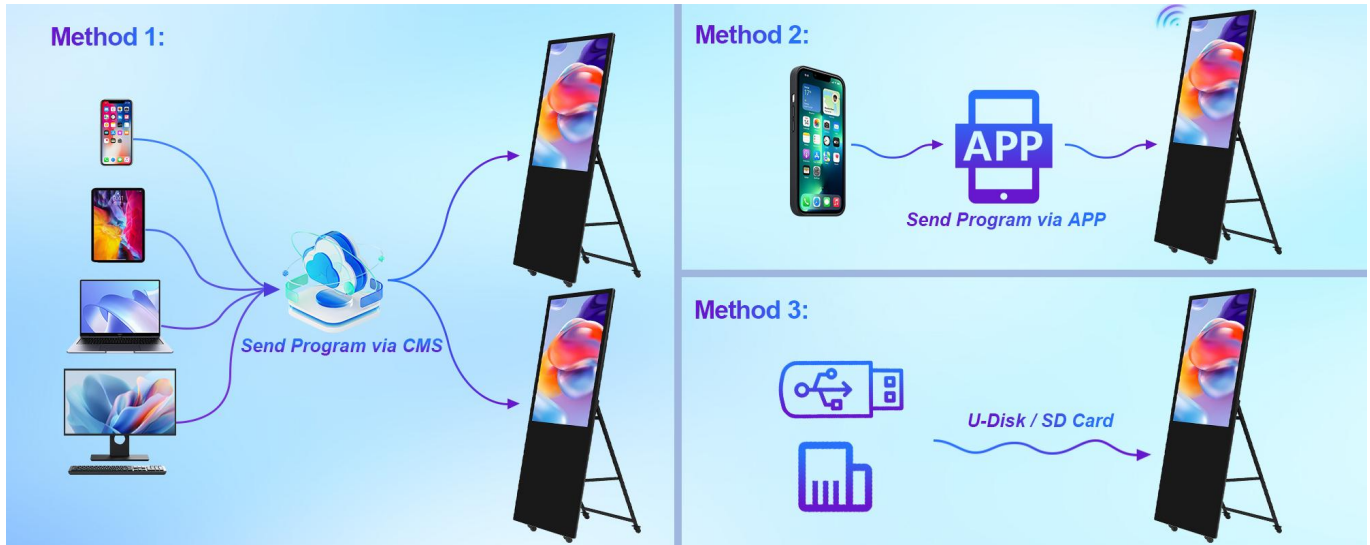 Method 1:
Send Program via CMS
Method 2:
APP
Send Program via APP
Method 3:
U-Disk / SD Card